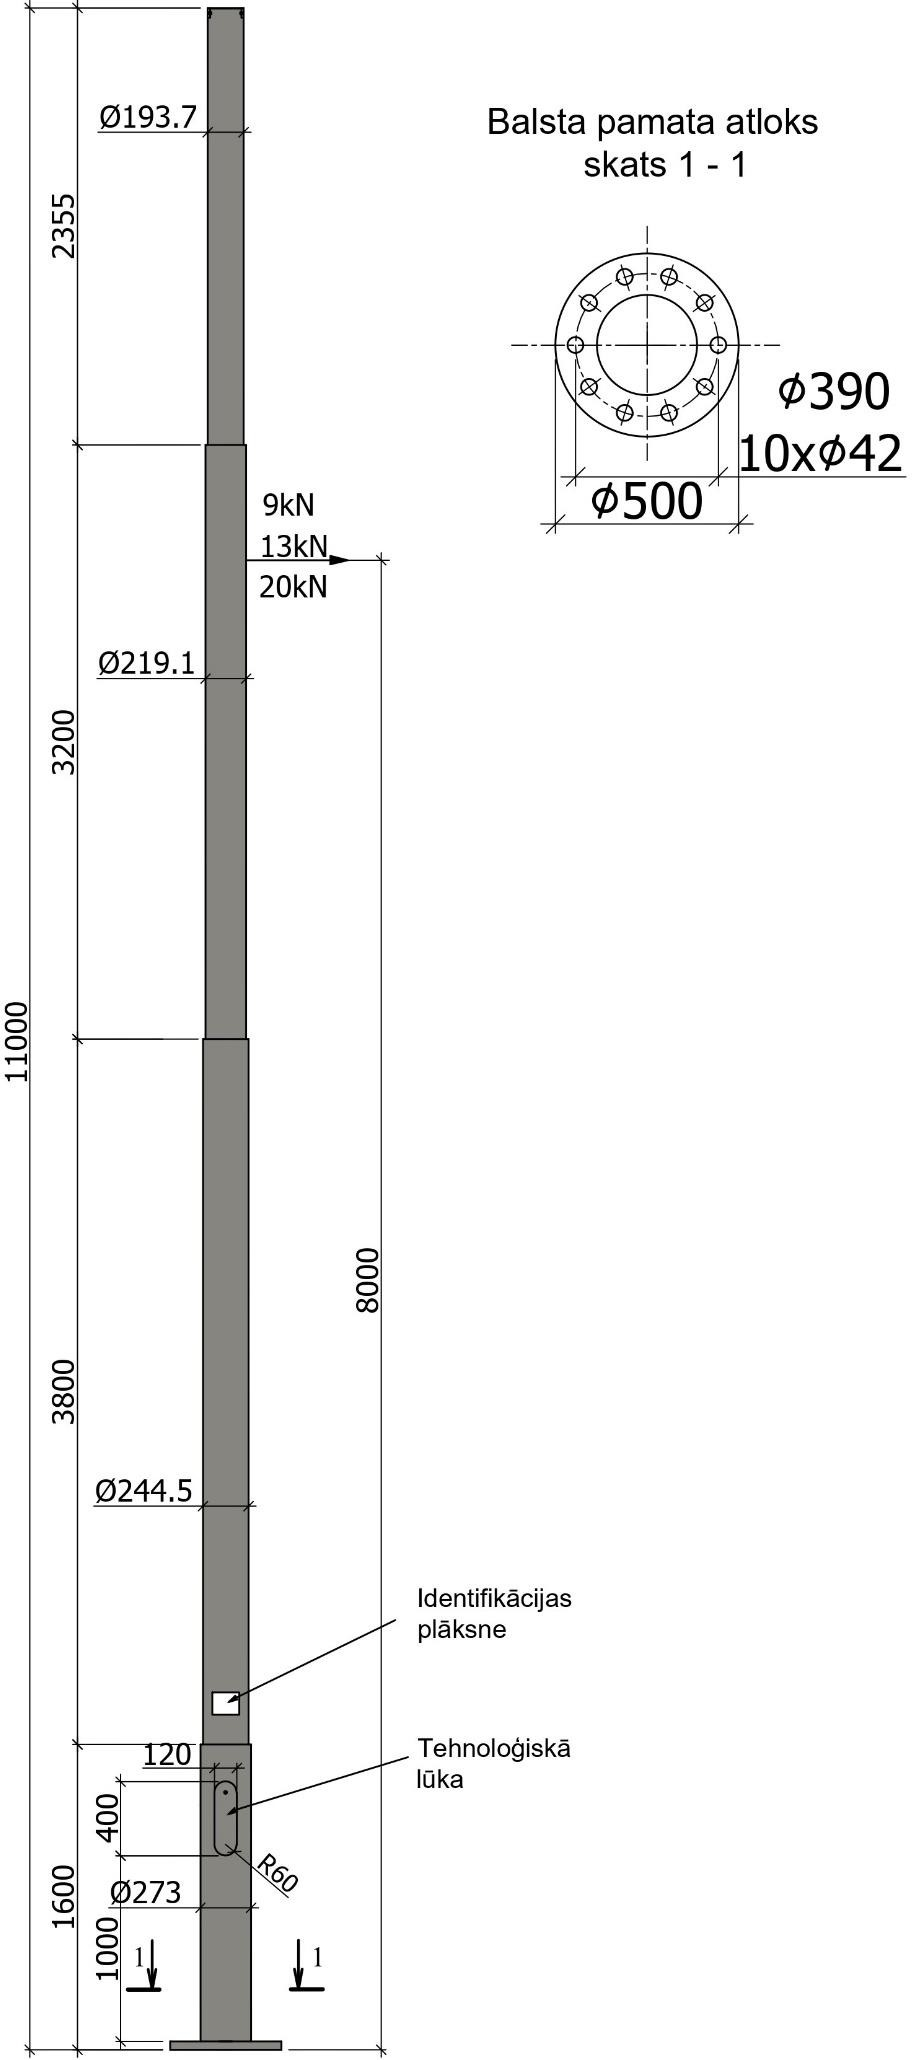 Ø193.7
Balsta pamata atloks
skats 1 - 1
2355
ϕ390
10xϕ42
ϕ500
9kN
13kN
20kN
Ø219.1
3200
11000
8000
3800
Ø244.5
Identifikācijas
plāksne
Tehnoloģiskā
lūka
120
400
R60
Ø273
1600
1000
1
1